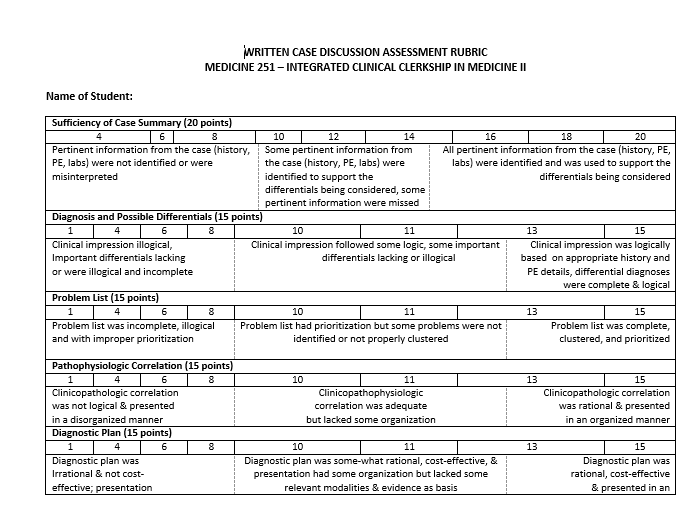 WRITTEN CASE DISCUSSION ASSESSMENT RUBRIC
MEDICINE 251 – INTEGRATED CLINICAL CLERKSHIP IN MEDICINE II
Name of Student:
Sufficiency of Case Summary (20 points)
4 6 8 10 12 14 16 18 20
Pertinent information from the case (history,
PE, labs) were not identified or were
misinterpreted
Some pertinent information from
the case (history, PE, labs) were
identified to support the
differentials being considered, some
pertinent information were missed
All pertinent information from the case (history, PE,
labs) were identified and was used to support the
differentials being considered
Diagnosis and Possible Differentials (15 points)
1 4 6 8 10 11 13 15
Clinical impression illogical,
Important differentials lacking
or were illogical and incomplete
Clinical impression followed some logic, some important
differentials lacking or illogical
Clinical impression was logically
based on appropriate history and
PE details, differential diagnoses
were complete & logical
Problem List (15 points)
1 4 6 8 10 11 13 15
Problem list was incomplete, illogical
and with improper prioritization
Problem list had prioritization but some problems were not
identified or not properly clustered
Problem list was complete,
clustered, and prioritized
Pathophysiologic Correlation (15 points)
1 4 6 8 10 11 13 15
Clinicopathologic correlation
was not logical & presented
in a disorganized manner
Clinicopathophysiologic
correlation was adequate
but lacked some organization
Clinicopathologic correlation
was rational & presented
in an organized manner
Diagnostic Plan (15 points)
1 4 6 8 10 11 13 15
Diagnostic plan was
Irrational & not cost-
effective; presentation
Diagnostic plan was some-what rational, cost-effective, &
presentation had some organization but lacked some
relevant modalities & evidence as basis
Diagnostic plan was
rational, cost-effective
& presented in an